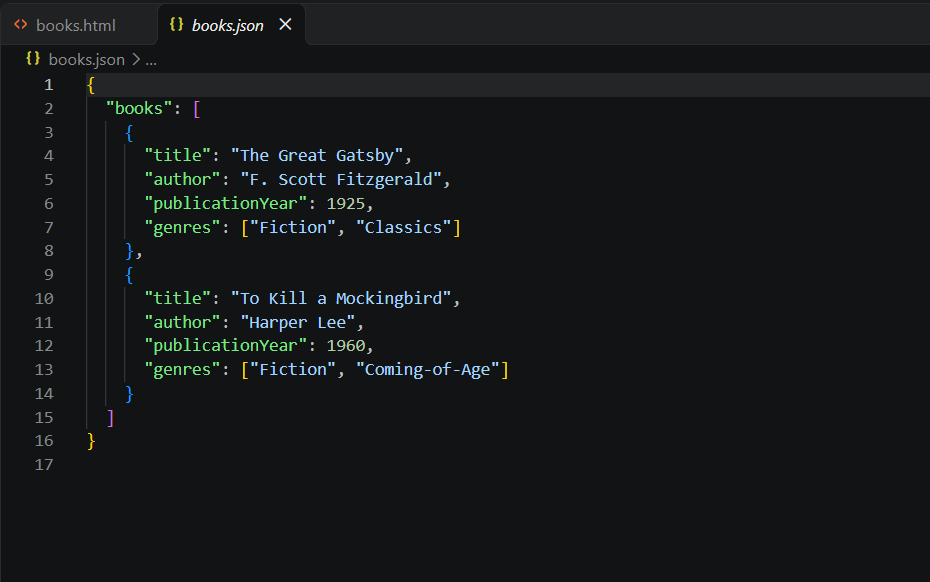 books.html
books.json
books.json > ...
1 {
2 "books": [
3 {
4 "title": "The Great Gatsby",
5 "author": "F. Scott Fitzgerald",
6 "publicationYear": 1925,
7 "genres": ["Fiction", "Classics"]
8 },
9 {
10 "title": "To Kill a Mockingbird",
11 "author": "Harper Lee",
12 "publicationYear": 1960,
13 "genres": ["Fiction", "Coming-of-Age"]
14 }
15 ]
16 }
17